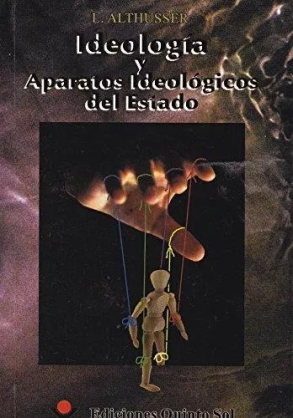 L. ALTHUSSER
Ideología
y
Aparatos Ideológicos
del Estado
Ediciones Quinto Sol